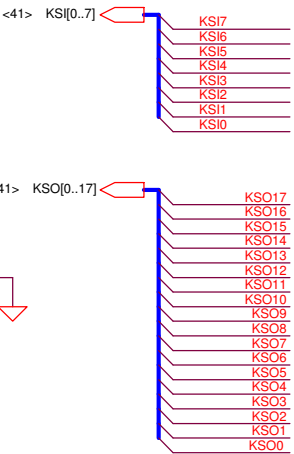 <41> KSI[0..7]
KSI7
KSI6
KSI5
KSI4
KSI3
KSI2
KSI1
KSI0
41> KSO[0..17]
KSO17
KSO16
KSO15
KSO14
KSO13
KSO12
KSO11
KSO10
KSO9
KSO8
KSO7
KSO6
KSO5
KSO4
KSO3
KSO2
KSO1
KSO0